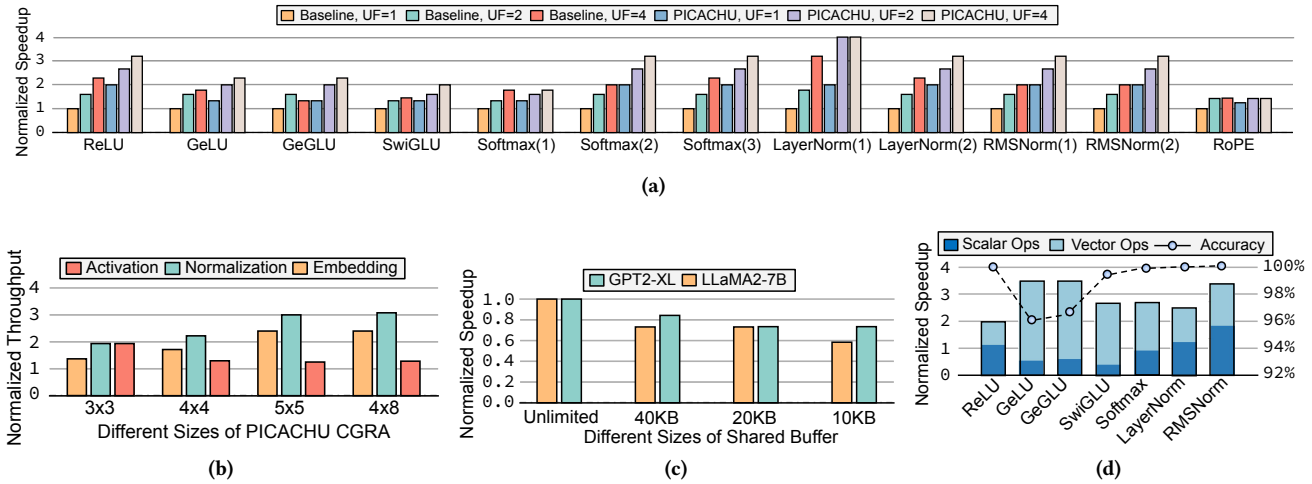 Baseline, UF=1 Baseline, UF=2 Baseline, UF=4 PICACHU, UF=1 PICACHU, UF=2 PICACHU, UF=4
Normalized Speedup
4
3
2
1
0
ReLU GeLU GeGLU SwiGLU Softmax(1) Softmax(2) Softmax(3) LayerNorm(1) LayerNorm(2) RMSNorm(1) RMSNorm(2) RoPE
(a)
Activation Normalization Embedding
Normalized Throughput
4
3
2
1
0
3x3 4x4 5x5 4x8
Different Sizes of PICACHU CGRA
(b)
GPT2-XL LLaMA2-7B
Normalized Speedup
1.0
0.8
0.6
0.4
0.2
0.0
Unlimited 40KB 20KB 10KB
Different Sizes of Shared Buffer
(c)
Scalar Ops Vector Ops Accuracy
Normalized Speedup
4
3
2
1
0
100%
98%
96%
94%
92%
ReLU GeLU GeGLU SwiGLU Softmax LayerNorm RMSNorm
(d)